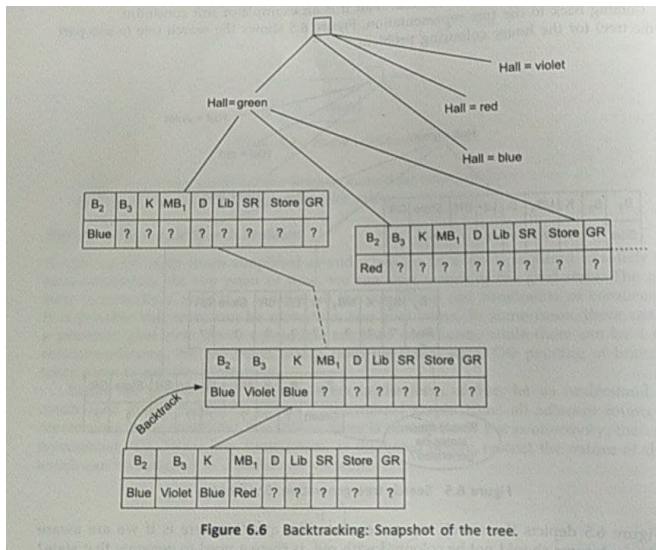 Hall = violet
Hall=green
Hall = red
Hall = blue
B₂ B₃ K MB₁ D Lib SR Store GR
Blue ? ? ? ? ? ? ? ?
B₂ B₃ K MB₁ D Lib SR Store GR
Red ? ? ? ? ? ? ? ?
B₂ B₃ K MB₁ D Lib SR Store GR
Blue Violet Blue ? ? ? ? ? ?
Backtrack
B₂ B₃ K MB₁ D Lib SR Store GR
Blue Violet Blue Red ? ? ? ? ?
Figure 6.6 Backtracking: Snapshot of the tree.